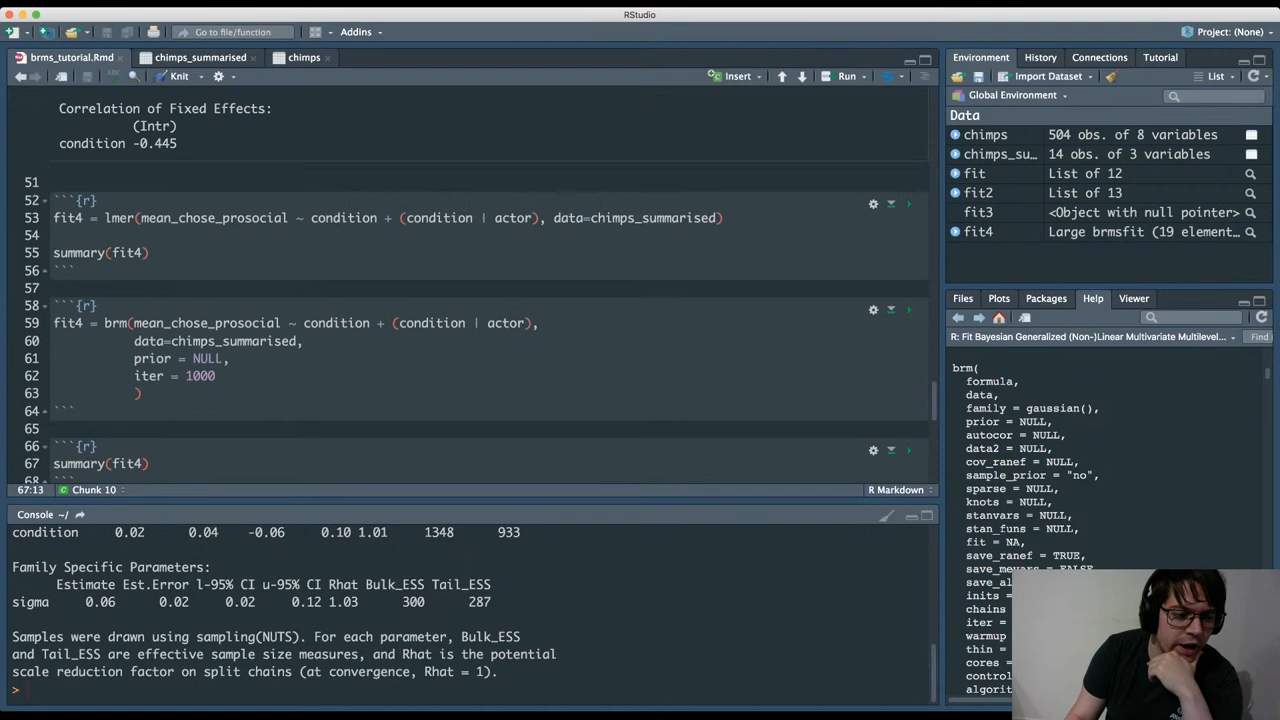 RStudio
Go to file/function
Addins
Project: (None)
brms_tutorial.Rmd
chimps_summarised
chimps
Knit
Insert
Run
Correlation of Fixed Effects:
(Intr)
condition -0.445
51
52 ```{r}
53 fit4 = lmer(mean_chose_prosocial ~ condition + (condition | actor), data=chimps_summarised)
54
55 summary(fit4)
56 ```
57
58 ```{r}
59 fit4 = brm(mean_chose_prosocial ~ condition + (condition | actor),
60 data=chimps_summarised,
61 prior = NULL,
62 iter = 1000
63 )
64 ```
65
66 ```{r}
67 summary(fit4)
68 ```
67:13
Chunk 10
R Markdown
Console ~/
condition 0.02 0.04 -0.06 0.10 1.01 1348 933
Family Specific Parameters:
Estimate Est.Error l-95% CI u-95% CI Rhat Bulk_ESS Tail_ESS
sigma 0.06 0.02 0.02 0.12 1.03 300 287
Samples were drawn using sampling(NUTS). For each parameter, Bulk_ESS
and Tail_ESS are effective sample size measures, and Rhat is the potential
scale reduction factor on split chains (at convergence, Rhat = 1).
>
Environment History Connections Tutorial
Import Dataset
List
Global Environment
Data
chimps 504 obs. of 8 variables
chimps_su… 14 obs. of 3 variables
fit List of 12
fit2 List of 13
fit3 <Object with null pointer>
fit4 Large brmsfit (19 element…
Files Plots Packages Help Viewer
R: Fit Bayesian Generalized (Non-)Linear Multivariate Multilevel…
Find
brm(
formula,
data,
family = gaussian(),
prior = NULL,
autocor = NULL,
data2 = NULL,
cov_ranef = NULL,
sample_prior = "no",
sparse = NULL,
knots = NULL,
stanvars = NULL,
stan_funs = NULL,
fit = NA,
save_ranef = TRUE,
save_mevars = FALSE,
save_al
inits =
chains
iter =
warmup
thin =
cores =
control
algorit